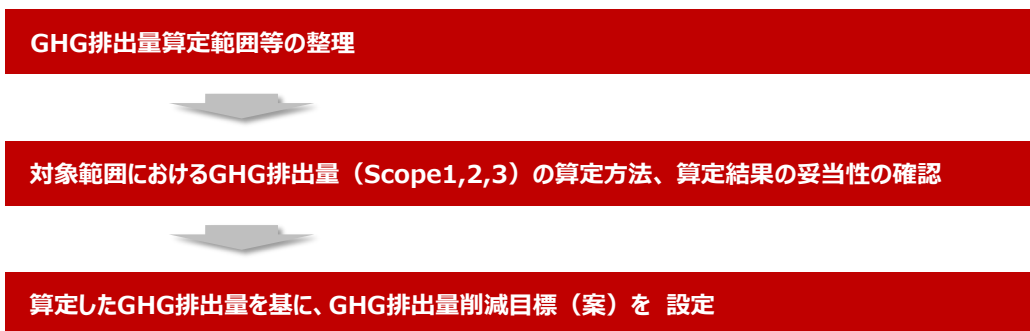 GHG排出量算定範囲等の整理
対象範囲におけるGHG排出量（Scope1,2,3）の算定方法、算定結果の妥当性の確認
算定したGHG排出量を基に、GHG排出量削減目標（案）を 設定